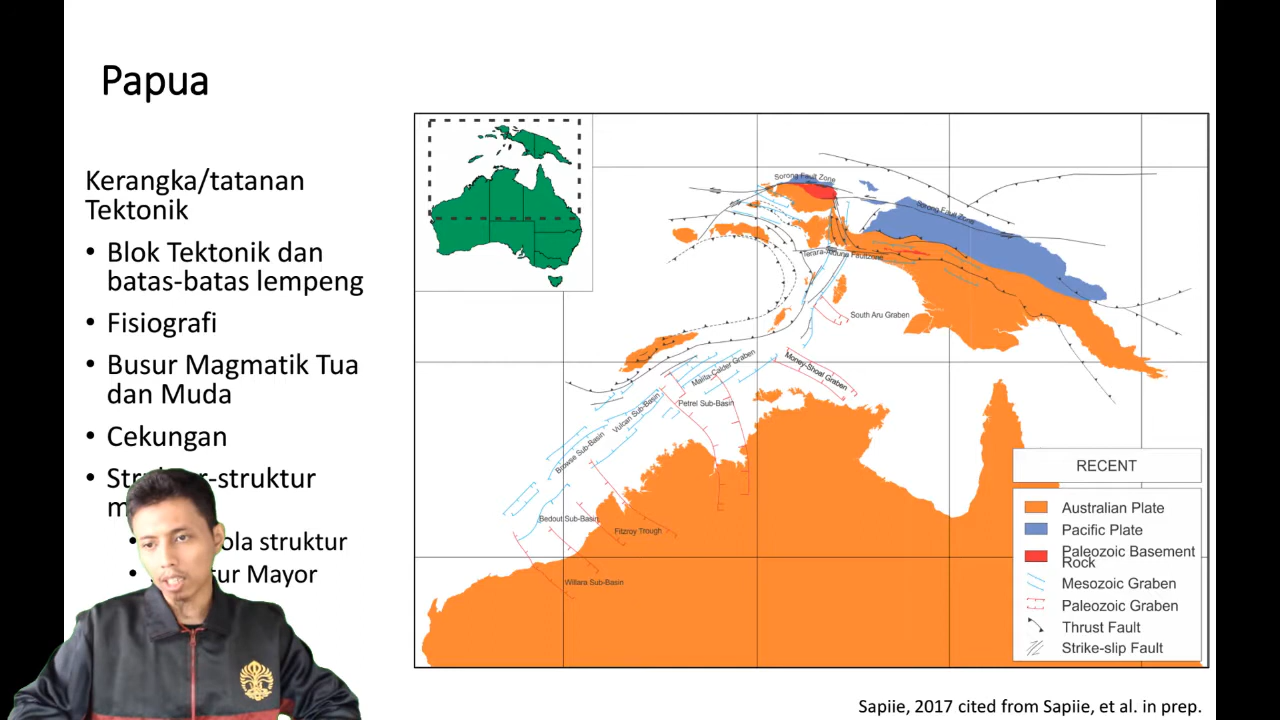 Papua
Kerangka/tatanan
Tektonik
• Blok Tektonik dan
batas-batas lempeng
• Fisiografi
• Busur Magmatik Tua
dan Muda
• Cekungan
struktur
ola struktur
Mayor
Sorong Fault Zone
Sorong Fault Zone
Terara-Aiduna Faultzone
South Aru Graben
Money-Shoal Graben
Malita-Calder Graben
Petrel Sub-Basin
Vulcan Sub-Basin
Browse Sub-Basin
Bedout Sub-Basin
Fitzroy Trough
Willara Sub-Basin
RECENT
Australian Plate
Pacific Plate
Paleozoic Basement
Rock
Mesozoic Graben
Paleozoic Graben
Thrust Fault
Strike-slip Fault
Sapiie, 2017 cited from Sapiie, et al. in prep.